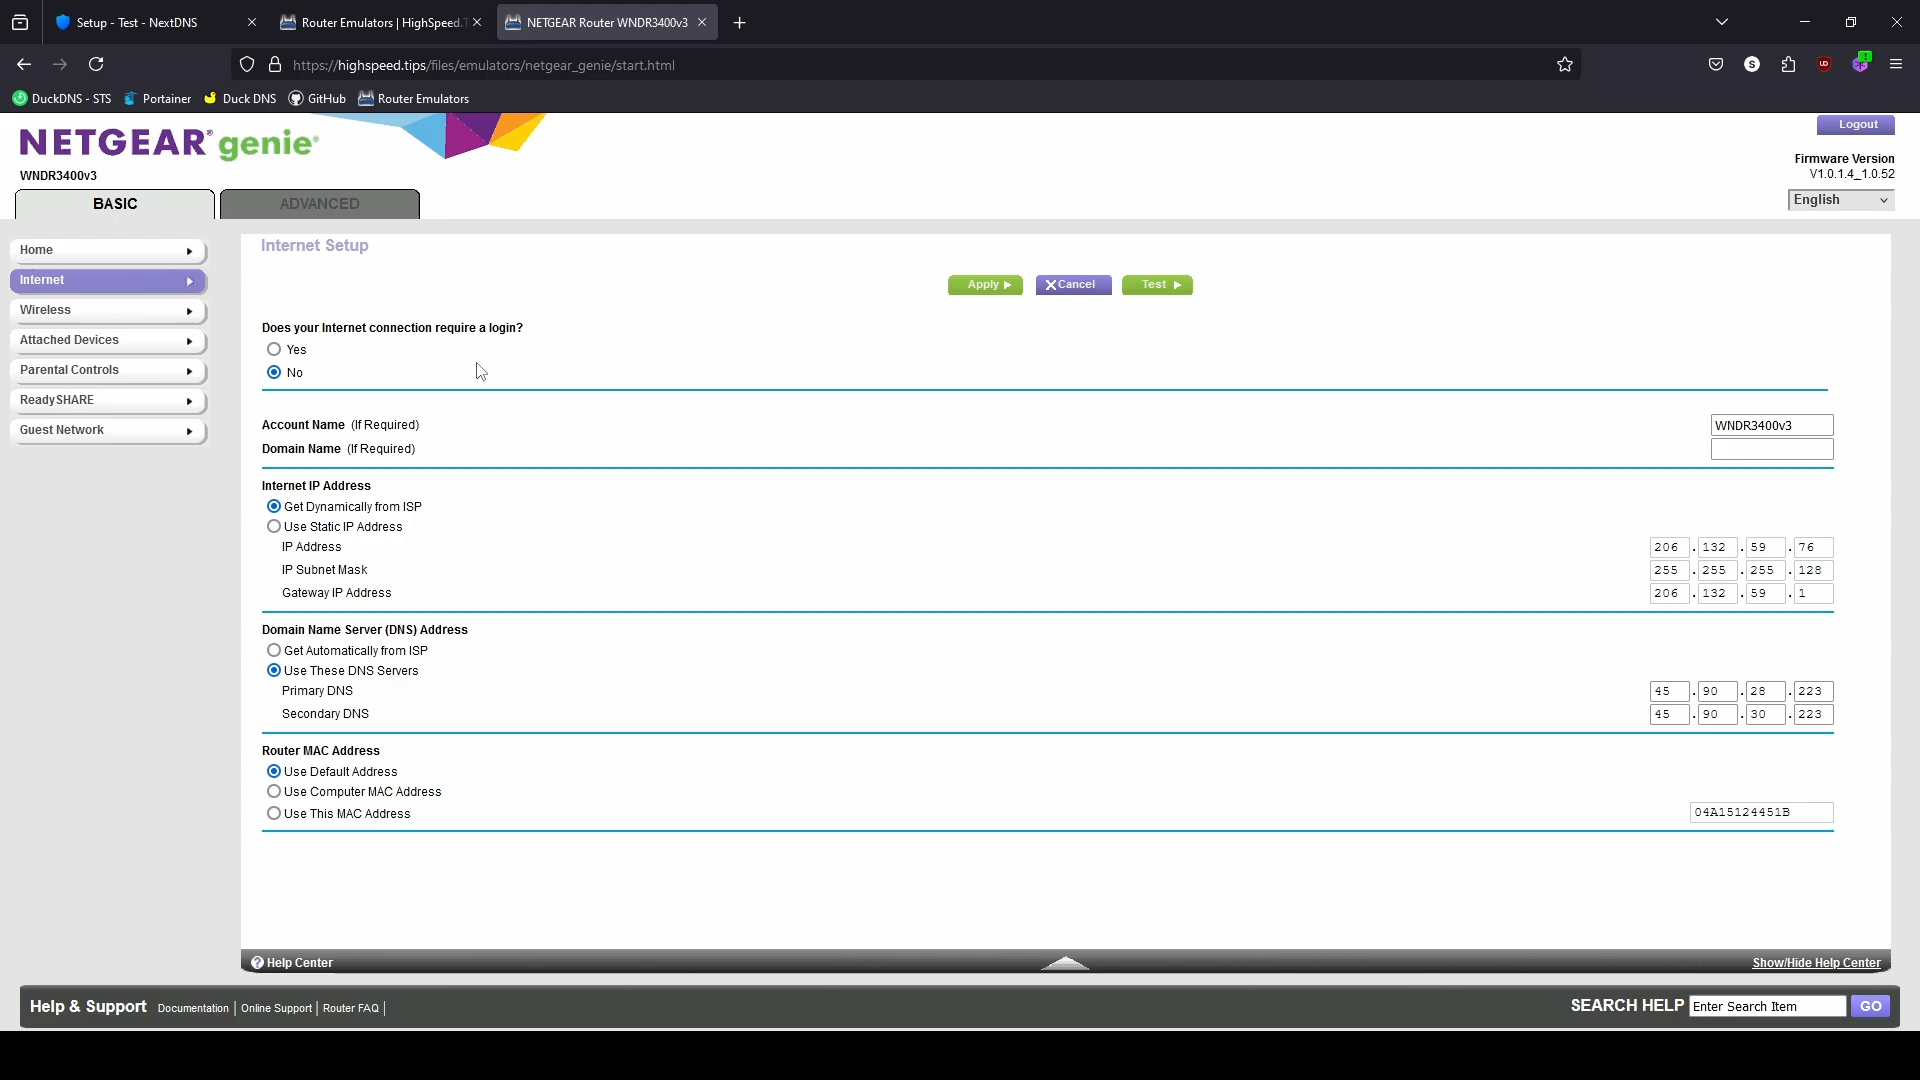 Setup - Test - NextDNS
Router Emulators | HighSpeed.T
NETGEAR Router WNDR3400v3
https://highspeed.tips/files/emulators/netgear_genie/start.html
DuckDNS - STS
Portainer
Duck DNS
GitHub
Router Emulators
NETGEAR® genie®
WNDR3400v3
Logout
Firmware Version
V1.0.1.4_1.0.52
English
BASIC
ADVANCED
Home
Internet
Wireless
Attached Devices
Parental Controls
ReadySHARE
Guest Network
Internet Setup
Apply
Cancel
Test
Does your Internet connection require a login?
Yes
No
Account Name (If Required) WNDR3400v3
Domain Name (If Required)
Internet IP Address
Get Dynamically from ISP
Use Static IP Address
IP Address 206 . 132 . 59 . 76
IP Subnet Mask 255 . 255 . 255 . 128
Gateway IP Address 206 . 132 . 59 . 1
Domain Name Server (DNS) Address
Get Automatically from ISP
Use These DNS Servers
Primary DNS 45 . 90 . 28 . 223
Secondary DNS 45 . 90 . 30 . 223
Router MAC Address
Use Default Address
Use Computer MAC Address
Use This MAC Address 04A15124451B
? Help Center
Show/Hide Help Center
Help & Support Documentation | Online Support | Router FAQ |
SEARCH HELP Enter Search Item GO